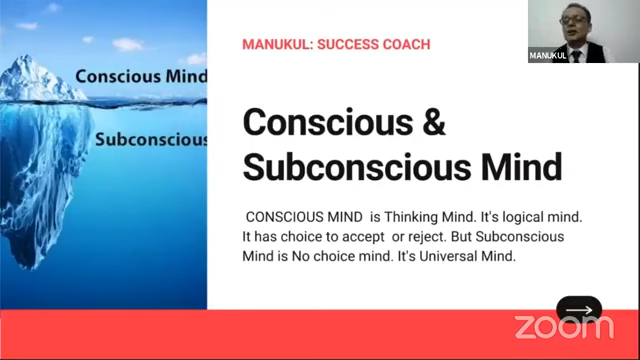 MANUKUL: SUCCESS COACH
MANUKUL
Conscious Mind
Subconscious
Conscious &
Subconscious Mind
CONSCIOUS MIND is Thinking Mind. It's logical mind.
It has choice to accept or reject. But Subconscious
Mind is No choice mind. It's Universal Mind.
zoom